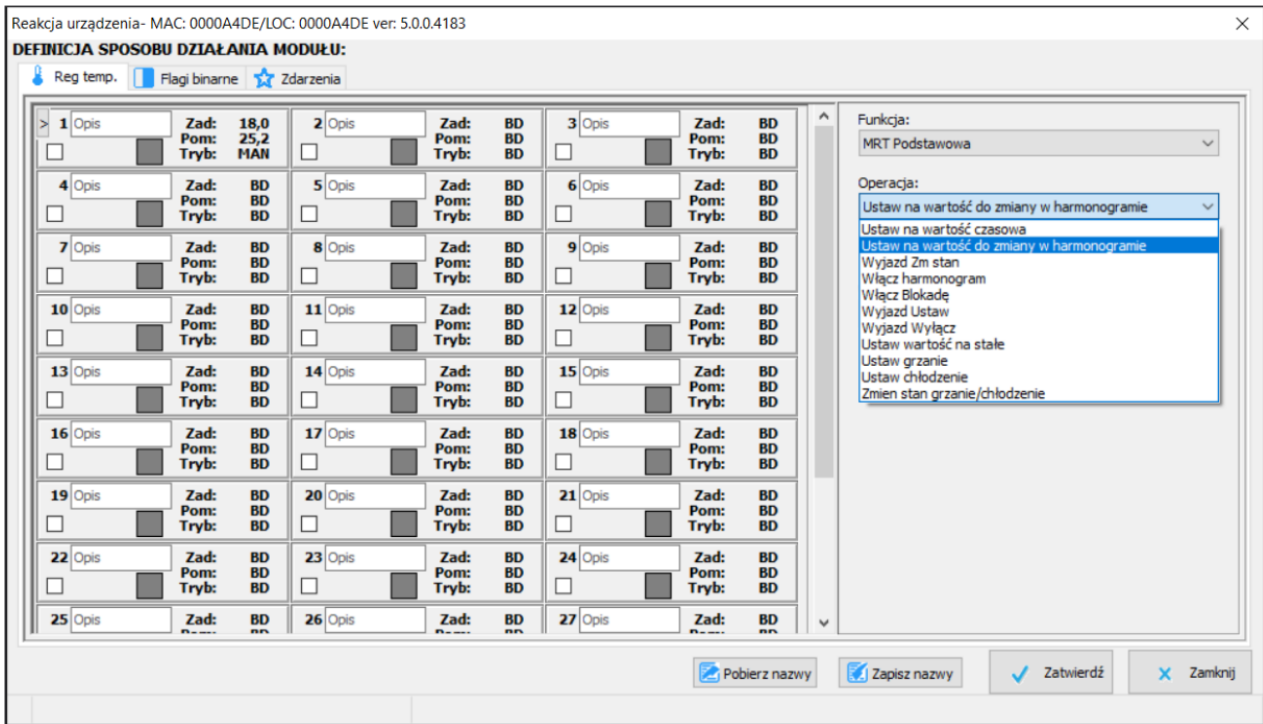 Reakcja urządzenia- MAC: 0000A4DE/LOC: 0000A4DE ver: 5.0.0.4183
DEFINICJA SPOSOBU DZIAŁANIA MODUŁU:
Reg temp. Flagi binarne Zdarzenia
> 1 Opis Zad: 18,0 2 Opis Zad: BD 3 Opis Zad: BD
Pom: 25,2 Pom: BD Pom: BD
Tryb: MAN Tryb: BD Tryb: BD
4 Opis Zad: BD 5 Opis Zad: BD 6 Opis Zad: BD
Pom: BD Pom: BD Pom: BD
Tryb: BD Tryb: BD Tryb: BD
7 Opis Zad: BD 8 Opis Zad: BD 9 Opis Zad: BD
Pom: BD Pom: BD Pom: BD
Tryb: BD Tryb: BD Tryb: BD
10 Opis Zad: BD 11 Opis Zad: BD 12 Opis Zad: BD
Pom: BD Pom: BD Pom: BD
Tryb: BD Tryb: BD Tryb: BD
13 Opis Zad: BD 14 Opis Zad: BD 15 Opis Zad: BD
Pom: BD Pom: BD Pom: BD
Tryb: BD Tryb: BD Tryb: BD
16 Opis Zad: BD 17 Opis Zad: BD 18 Opis Zad: BD
Pom: BD Pom: BD Pom: BD
Tryb: BD Tryb: BD Tryb: BD
19 Opis Zad: BD 20 Opis Zad: BD 21 Opis Zad: BD
Pom: BD Pom: BD Pom: BD
Tryb: BD Tryb: BD Tryb: BD
22 Opis Zad: BD 23 Opis Zad: BD 24 Opis Zad: BD
Pom: BD Pom: BD Pom: BD
Tryb: BD Tryb: BD Tryb: BD
25 Opis Zad: BD 26 Opis Zad: BD 27 Opis Zad: BD
Funkcja:
MRT Podstawowa
Operacja:
Ustaw na wartość do zmiany w harmonogramie
Ustaw na wartość czasowa
Ustaw na wartość do zmiany w harmonogramie
Wyjazd Zm stan
Włącz harmonogram
Włącz Blokadę
Wyjazd Ustaw
Wyjazd Wyłącz
Ustaw wartość na stałe
Ustaw grzanie
Ustaw chłodzenie
Zmien stan grzanie/chłodzenie
Pobierz nazwy Zapisz nazwy Zatwierdź Zamknij